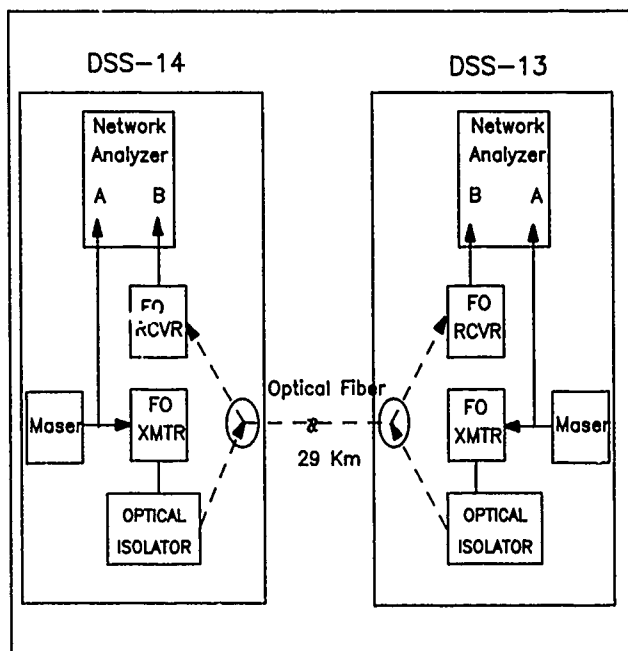 DSS-14
DSS-13
Network
Analyzer
A B
FO
RCVR
Maser
FO
XMTR
OPTICAL
ISOLATOR
Optical Fiber
29 Km
Network
Analyzer
B A
FO
RCVR
FO
XMTR
Maser
OPTICAL
ISOLATOR